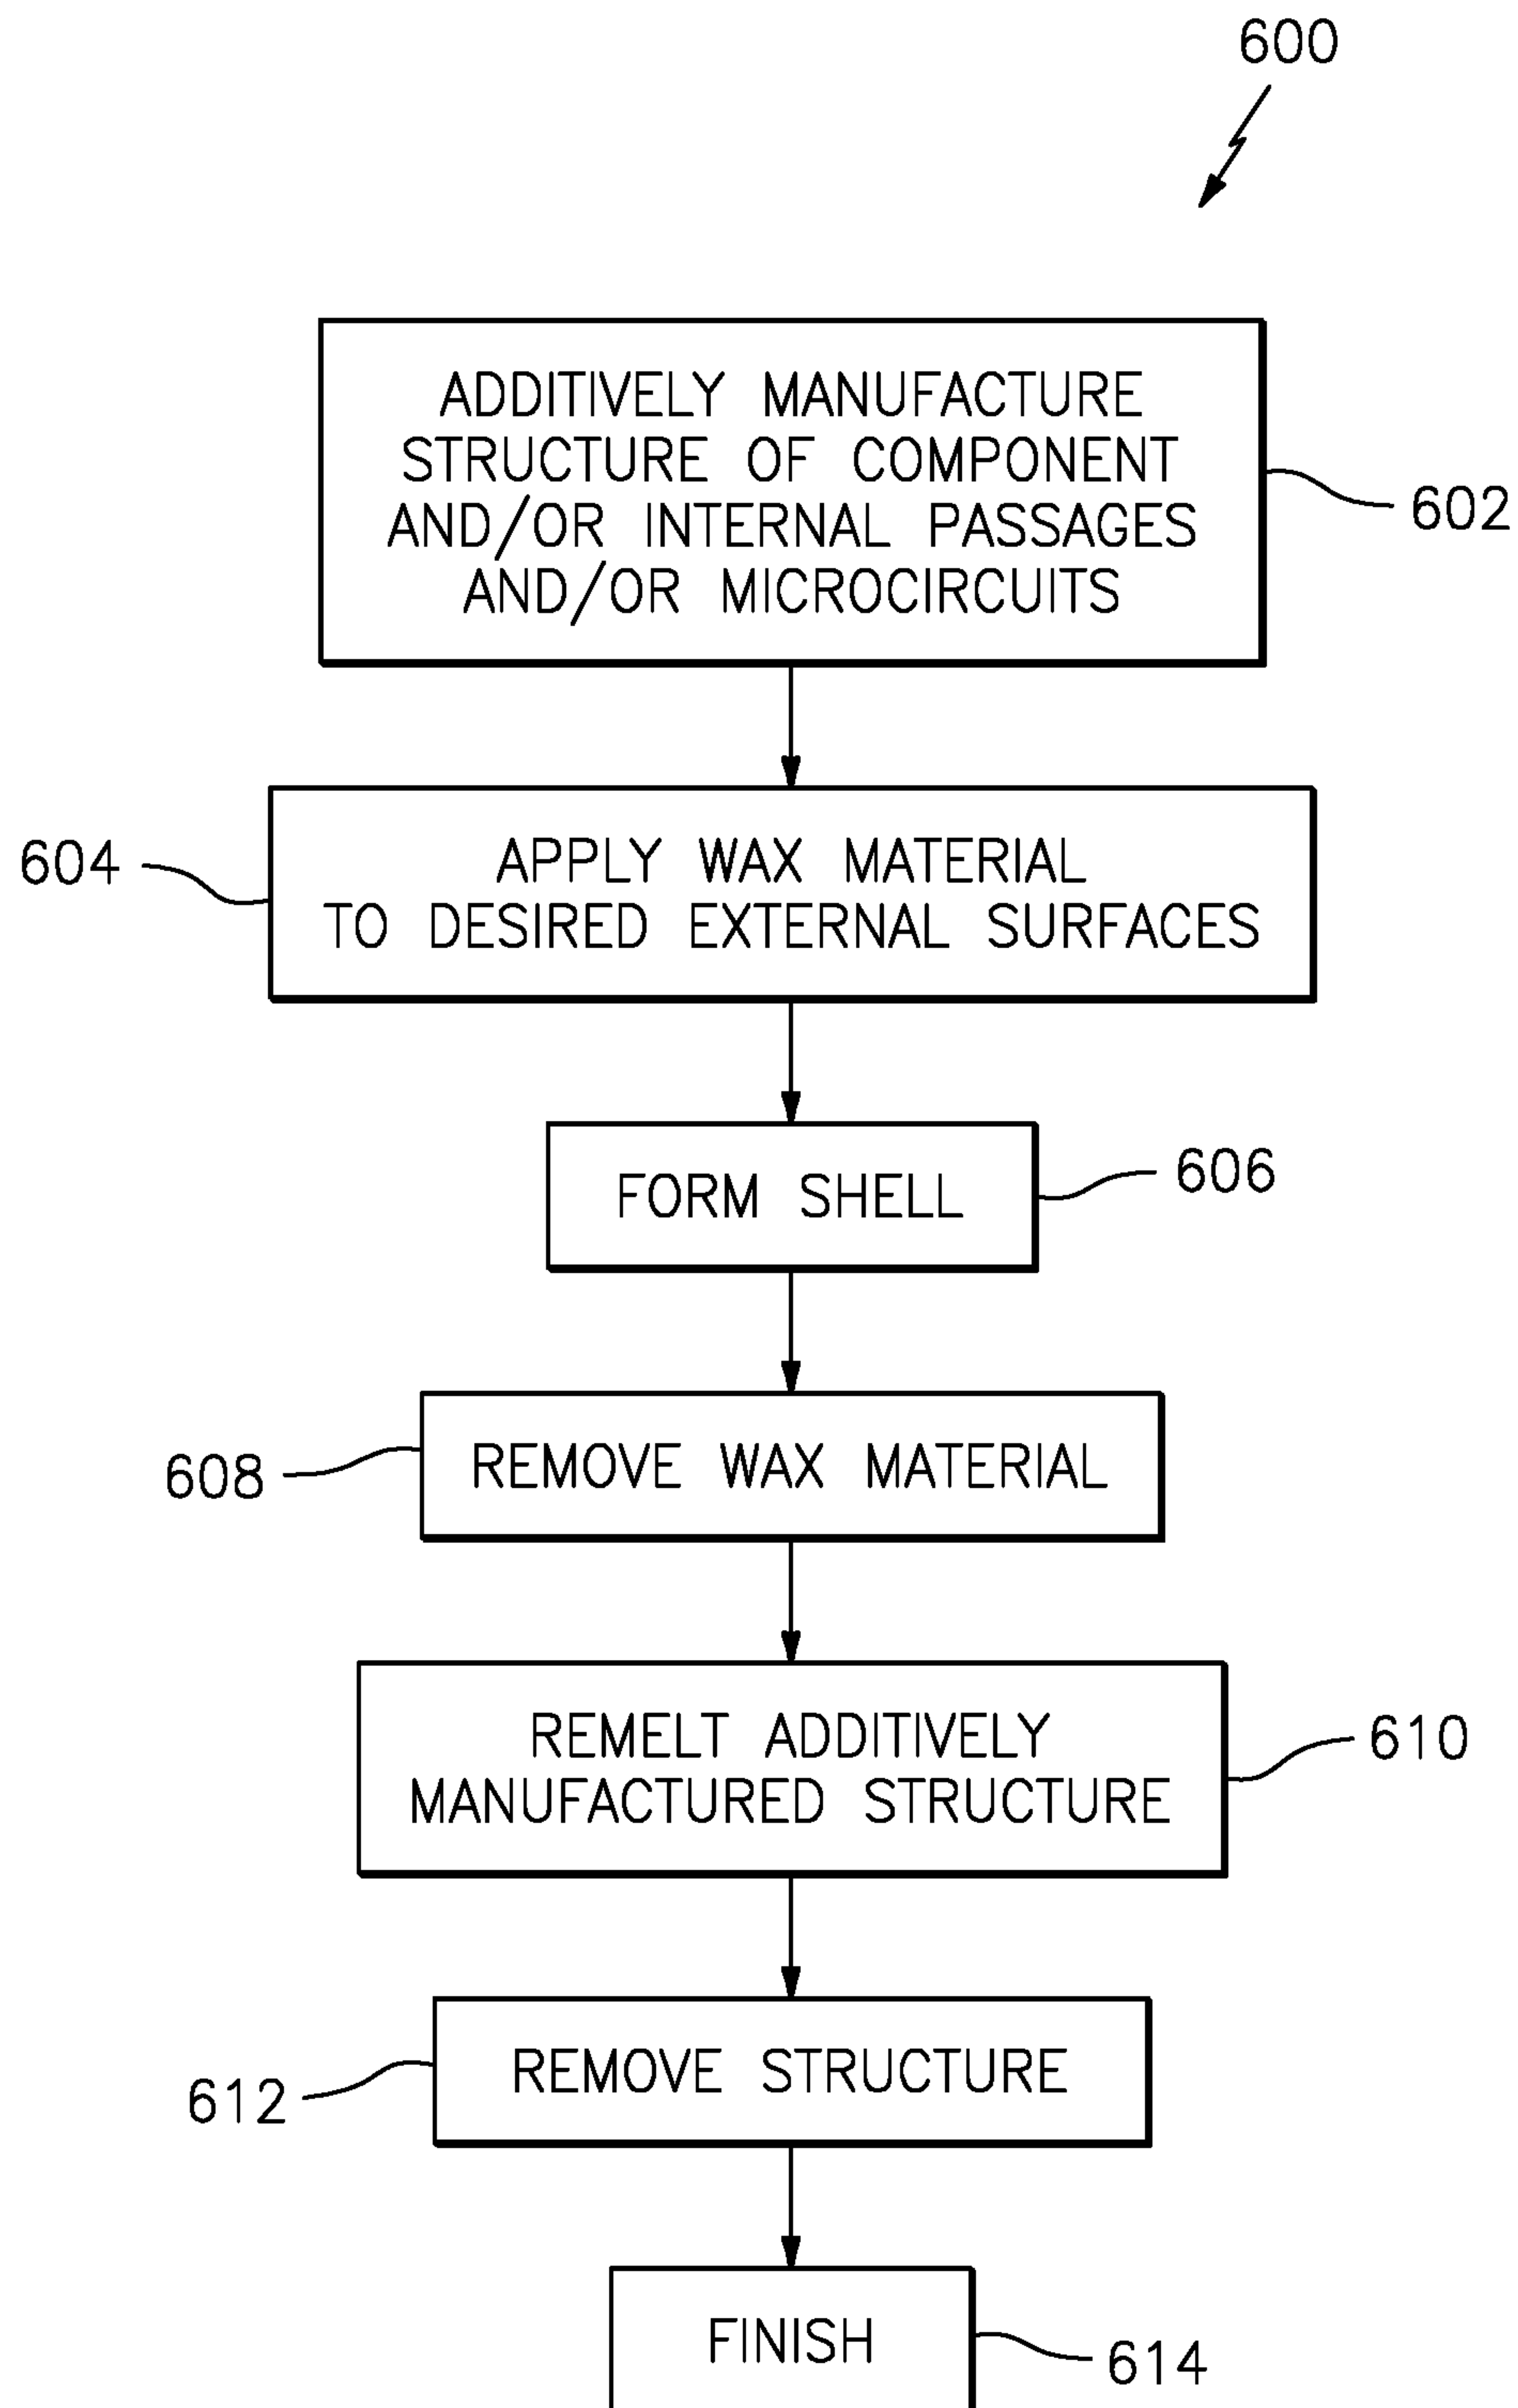 600
ADDITIVELY MANUFACTURE
STRUCTURE OF COMPONENT
AND/OR INTERNAL PASSAGES
AND/OR MICROCIRCUITS
602
604
APPLY WAX MATERIAL
TO DESIRED EXTERNAL SURFACES
FORM SHELL
606
608
REMOVE WAX MATERIAL
REMELT ADDITIVELY
MANUFACTURED STRUCTURE
610
REMOVE STRUCTURE
612
FINISH
614